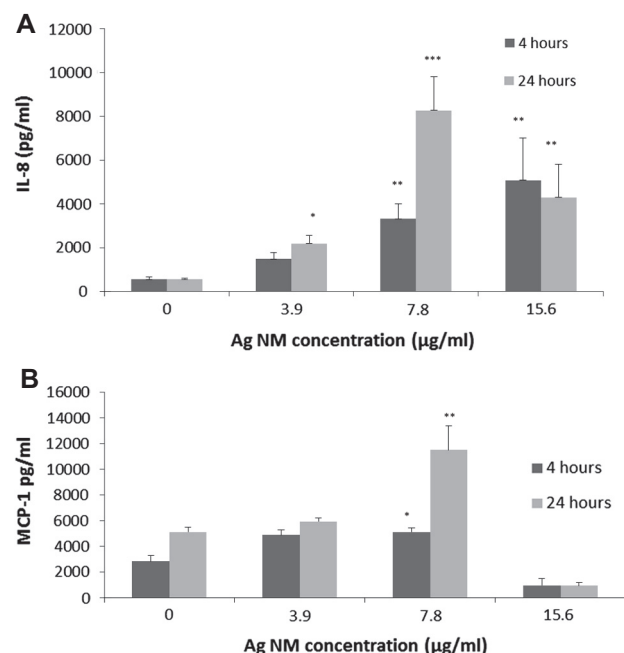 A
12000
10000
8000
6000
4000
2000
0
IL-8 (pg/ml)
4 hours
24 hours
*
**
***
**
**
0 3.9 7.8 15.6
Ag NM concentration (µg/ml)
B
16000
14000
12000
10000
8000
6000
4000
2000
0
MCP-1 pg/ml
4 hours
24 hours
*
**
0 3.9 7.8 15.6
Ag NM concentration (µg/ml)